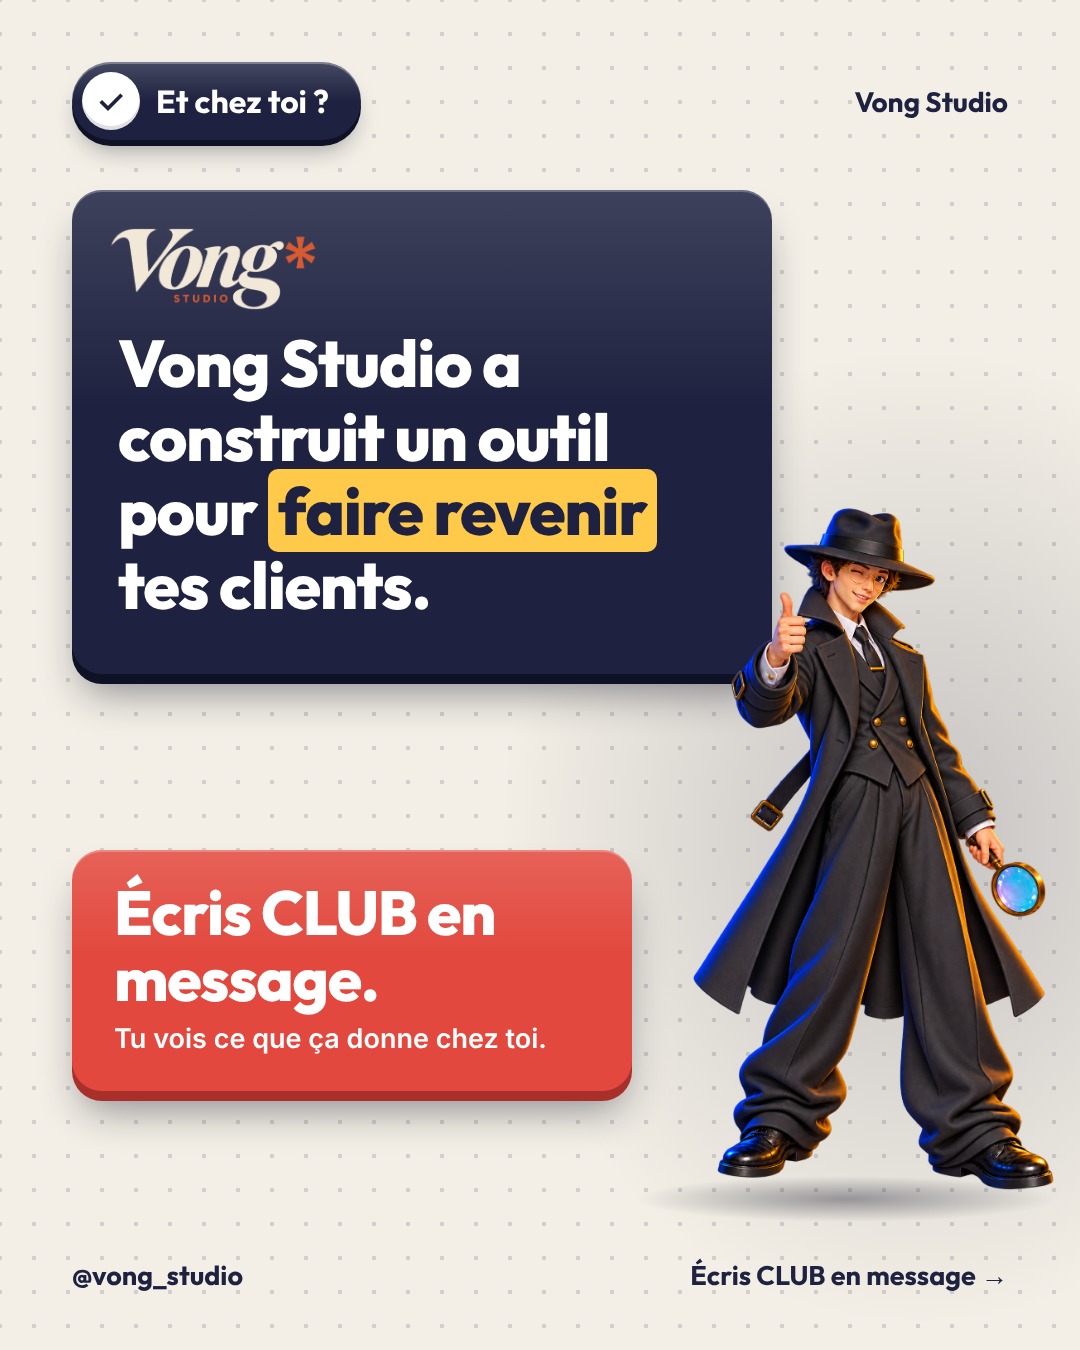 Et chez toi ?
Vong Studio
Vong*
STUDIO
Vong Studio a
construit un outil
pour faire revenir
tes clients.
Écris CLUB en
message.
Tu vois ce que ça donne chez toi.
@vong_studio
Écris CLUB en message →